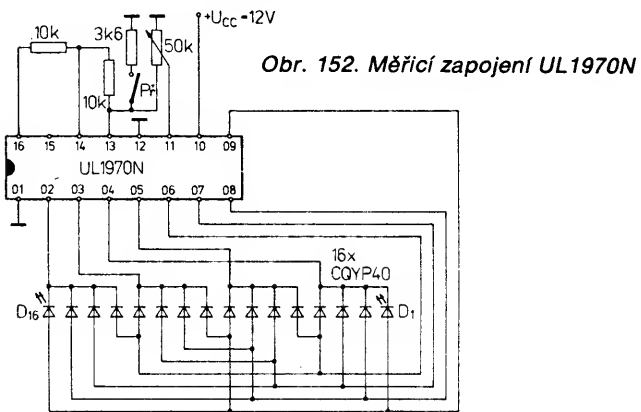 10k
3k6
50k
+UCC=12V
Obr. 152. Měřicí zapojení UL1970N
10k
Př
16 15 14 13 12 11 10 09
UL1970N
01 02 03 04 05 06 07 08
16x
CQYP40
D16
D1